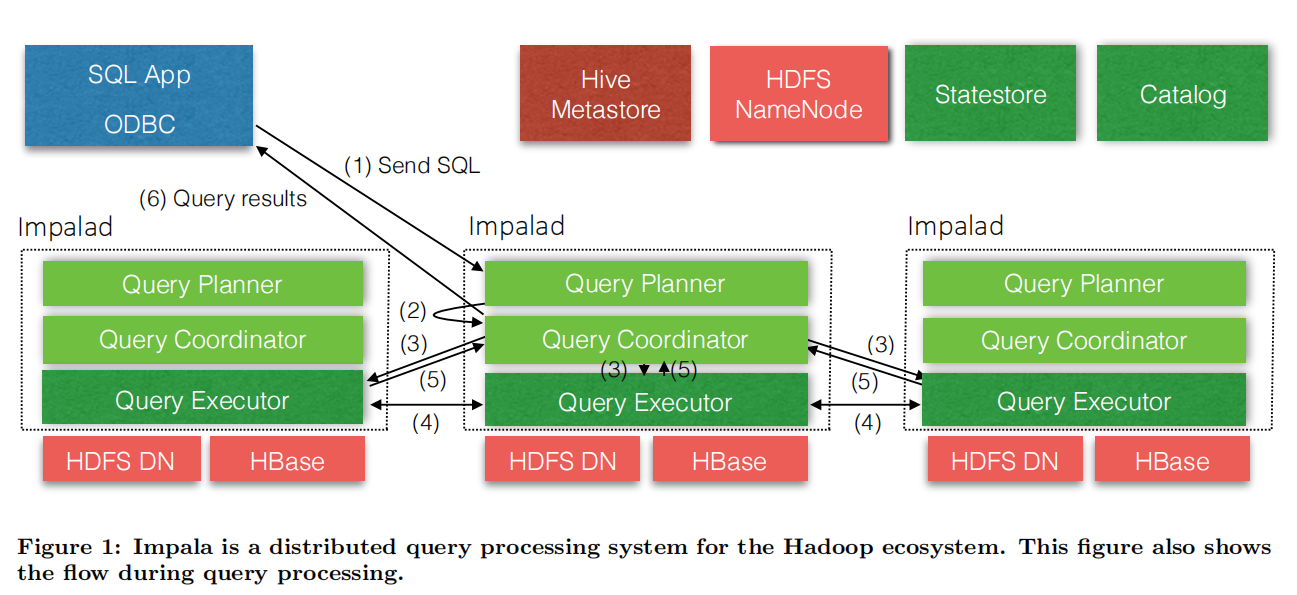 SQL App
ODBC
Hive
Metastore
HDFS
NameNode
Statestore
Catalog
(1) Send SQL
(6) Query results
Impalad
Query Planner
Query Coordinator
Query Executor
HDFS DN
HBase
(2)
(3)
(5)
(4)
Impalad
Query Planner
Query Coordinator
(3)
(5)
Query Executor
HDFS DN
HBase
(3)
(5)
(4)
Impalad
Query Planner
Query Coordinator
Query Executor
HDFS DN
HBase
Figure 1: Impala is a distributed query processing system for the Hadoop ecosystem. This figure also shows
the flow during query processing.